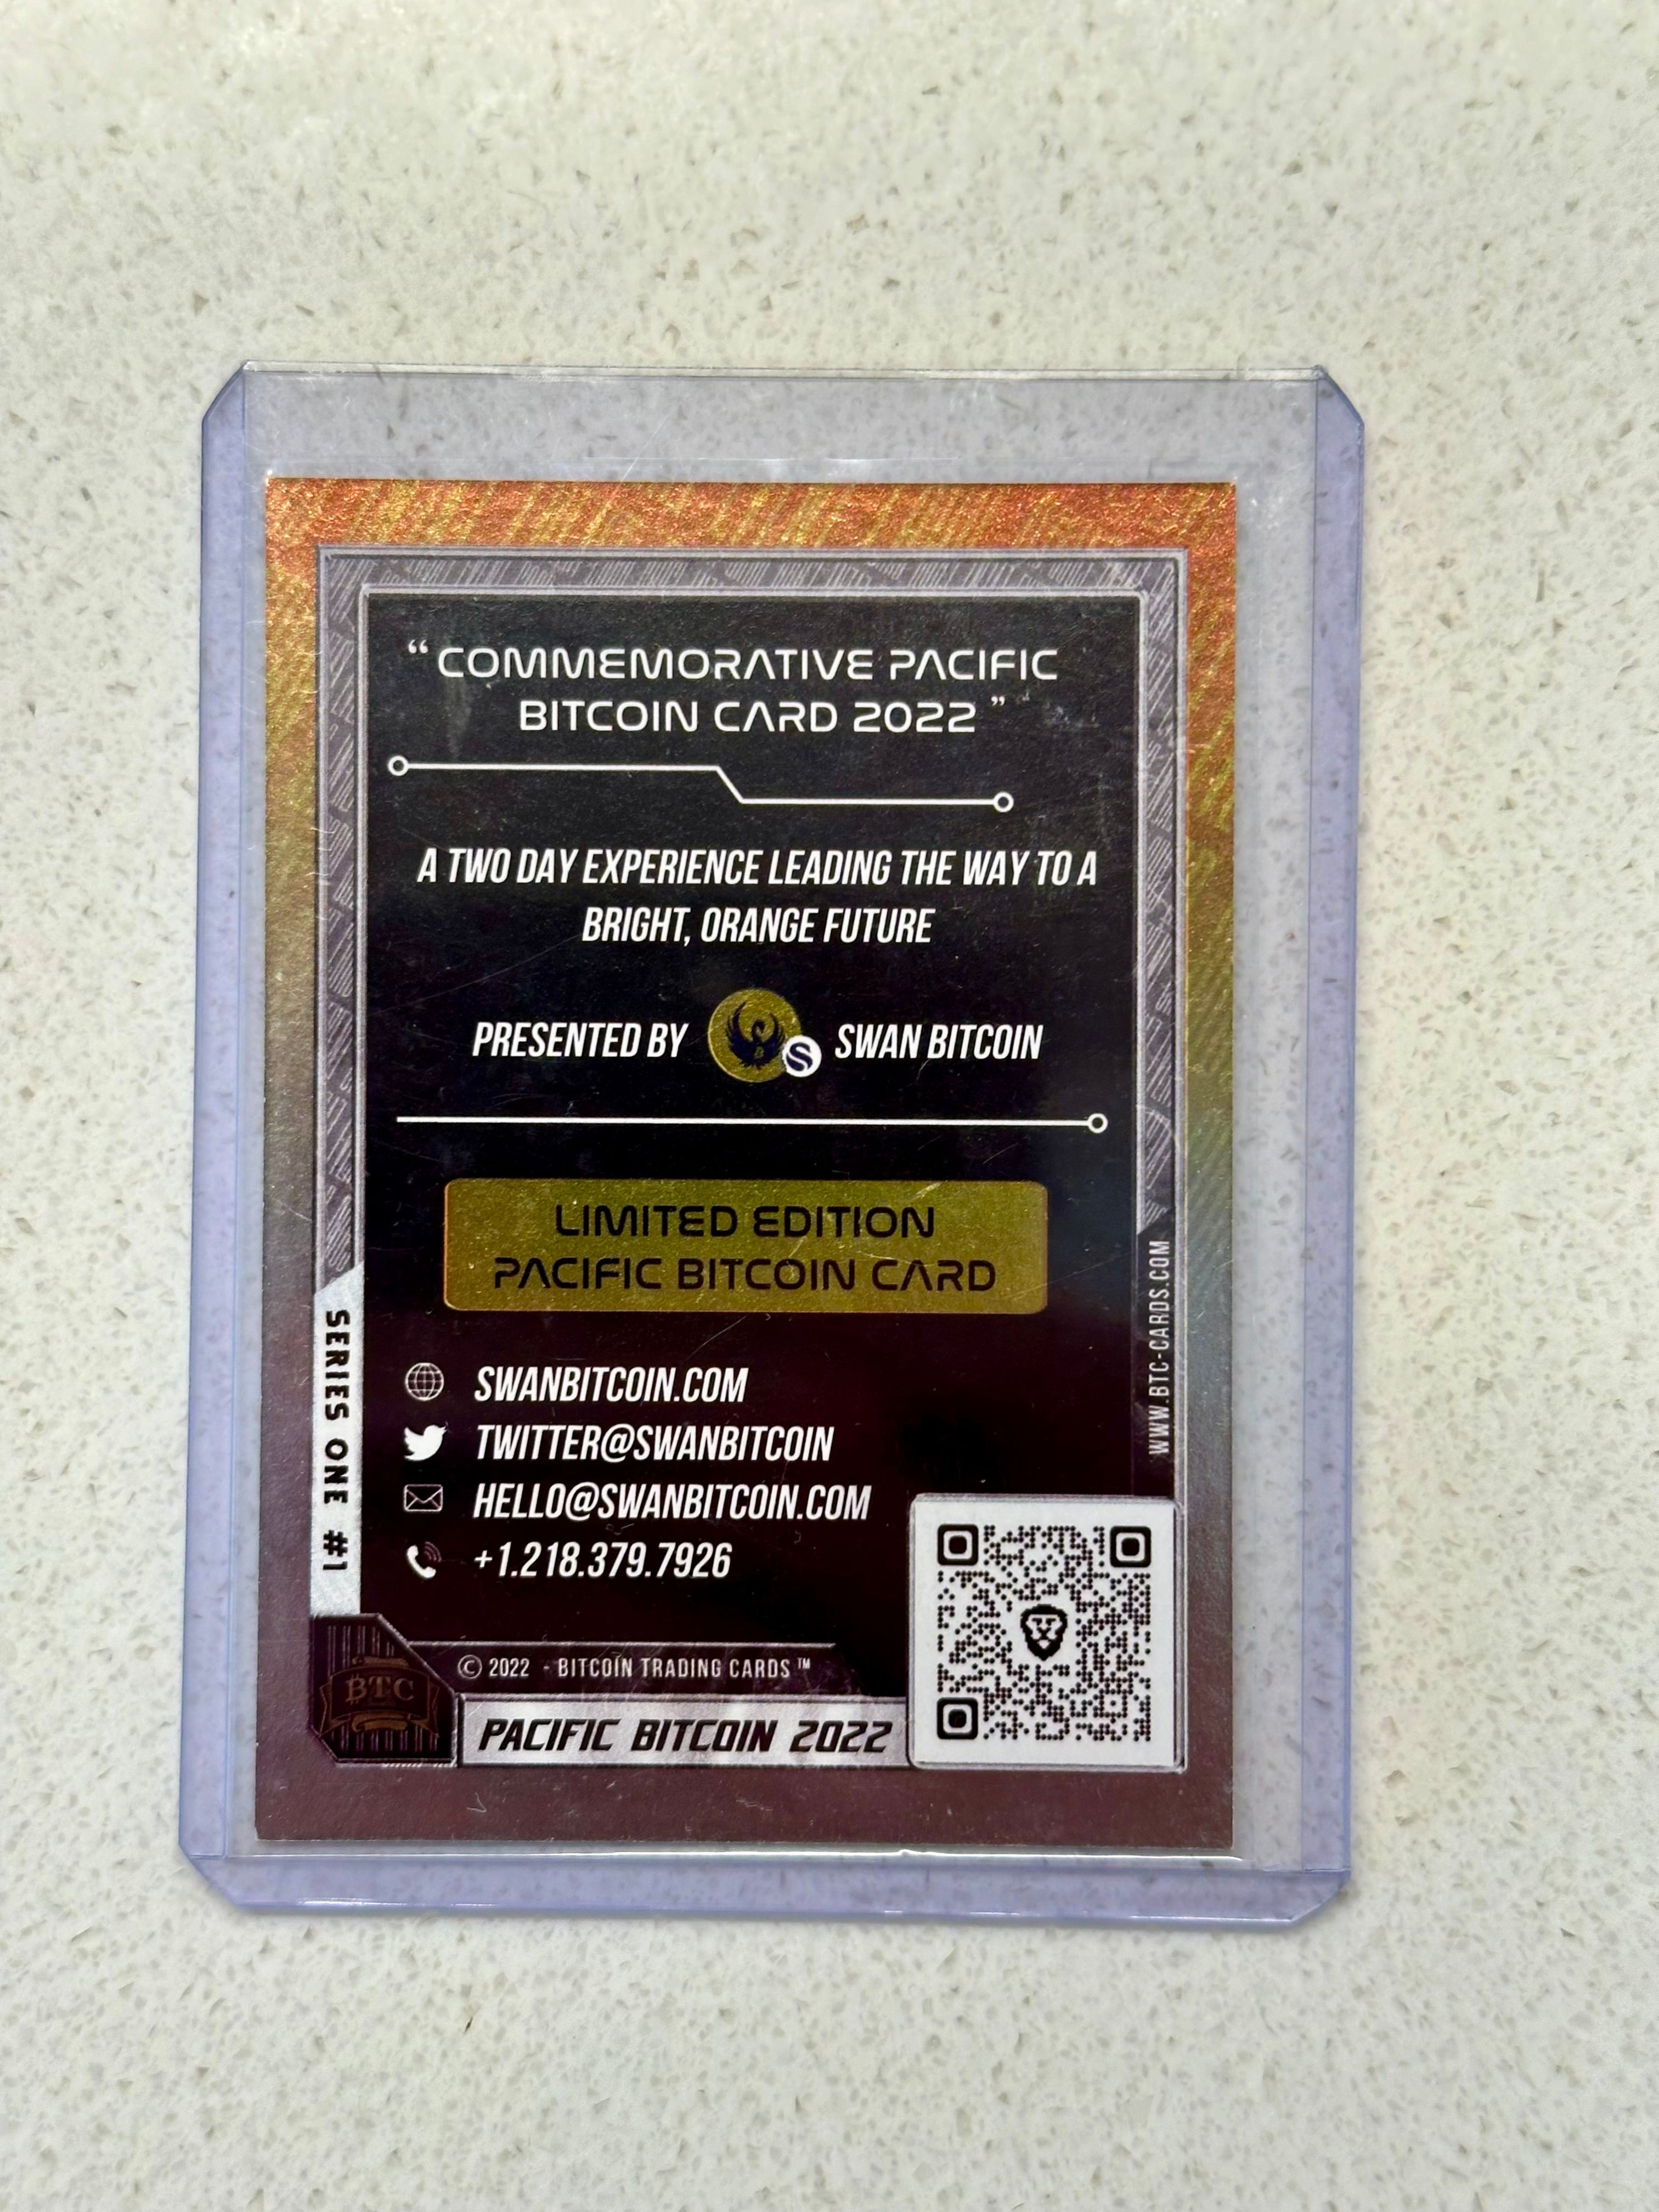 “COMMEMORATIVE PACIFIC
BITCOIN CARD 2022”
A TWO DAY EXPERIENCE LEADING THE WAY TO A
BRIGHT, ORANGE FUTURE
PRESENTED BY S SWAN BITCOIN
LIMITED EDITION
PACIFIC BITCOIN CARD
SWANBITCOIN.COM
TWITTER@SWANBITCOIN
HELLO@SWANBITCOIN.COM
+1.218.379.7926
SERIES ONE #1
WWW.BTC-CARDS.COM
© 2022 - BITCOIN TRADING CARDS™
BTC
PACIFIC BITCOIN 2022